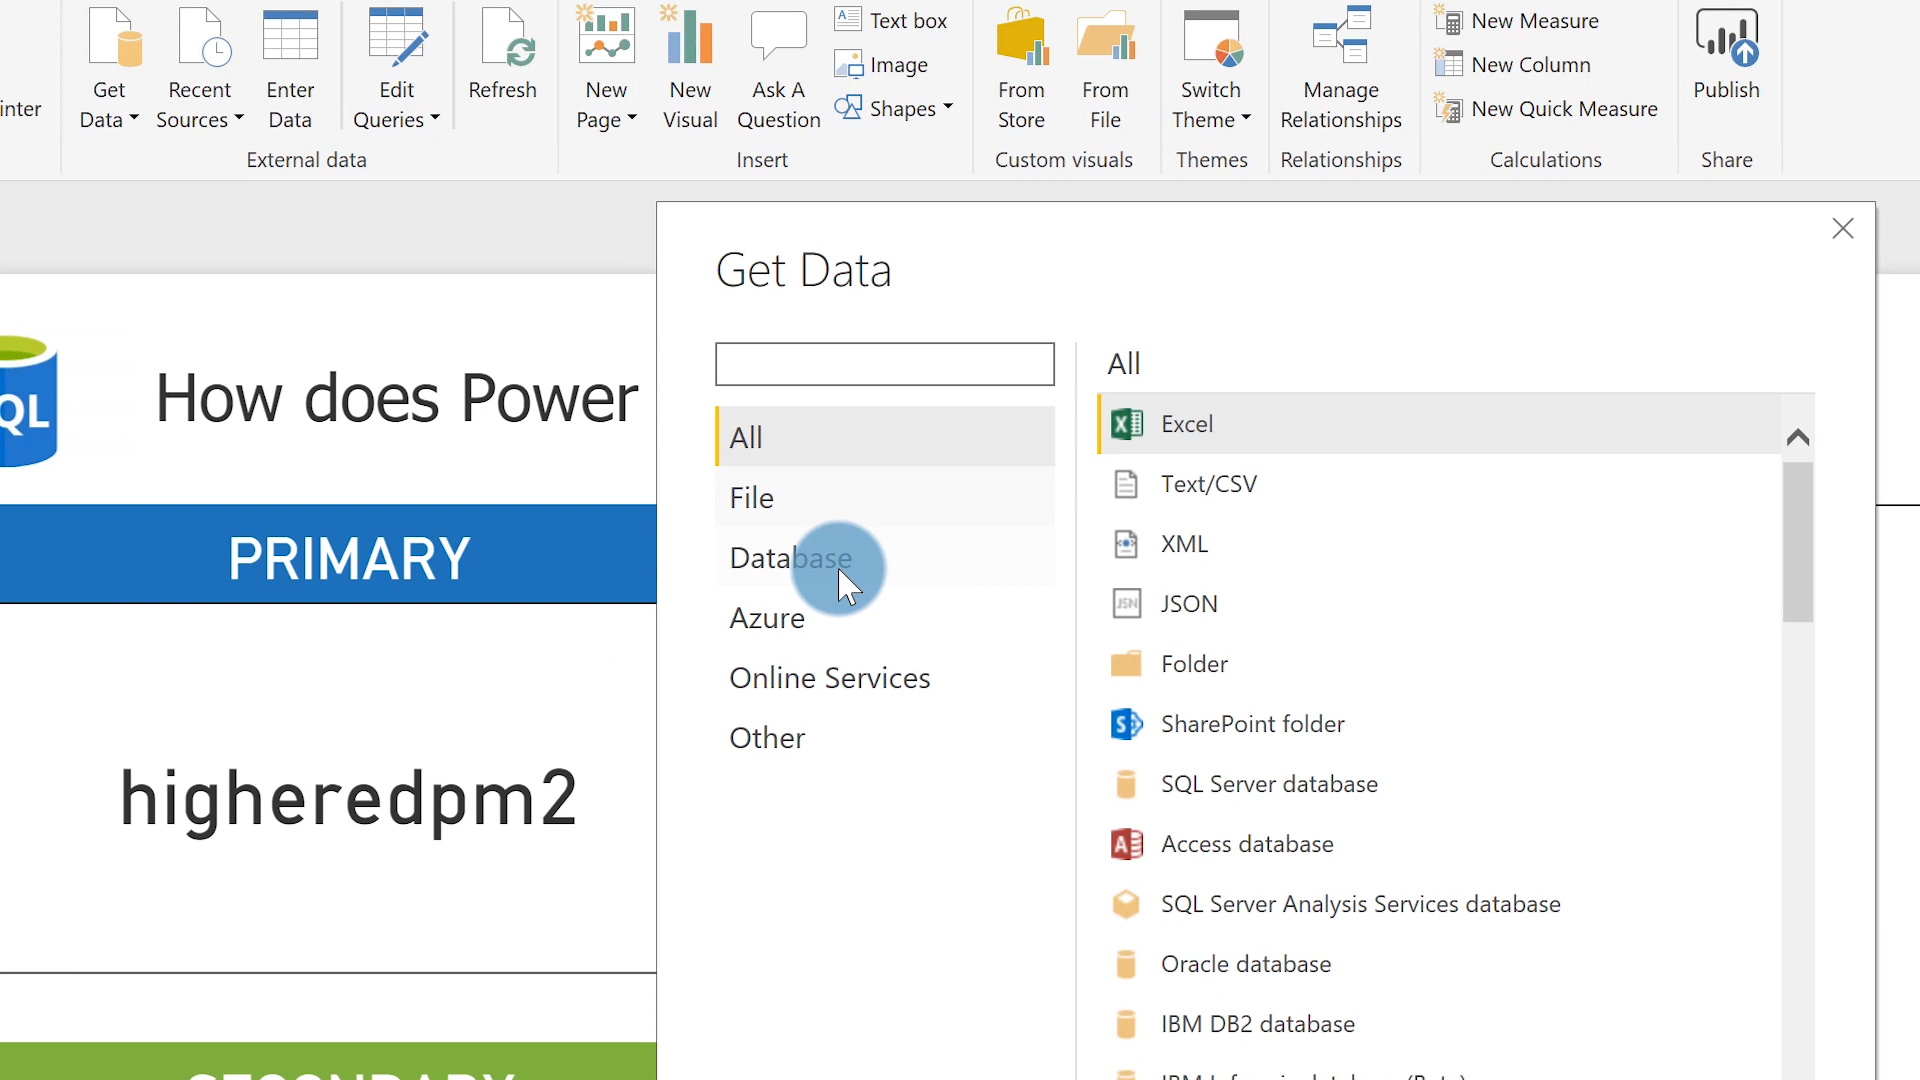 inter
Get Data
Recent Sources
Enter Data
Edit Queries
Refresh
External data
New Page
New Visual
Ask A Question
Text box
Image
Shapes
Insert
From Store
From File
Custom visuals
Switch Theme
Themes
Manage Relationships
Relationships
New Measure
New Column
New Quick Measure
Calculations
Publish
Share
QL
How does Power
PRIMARY
higheredpm2
SECONDARY
Get Data
All
File
Database
Azure
Online Services
Other
All
Excel
Text/CSV
XML
JSON
Folder
SharePoint folder
SQL Server database
Access database
SQL Server Analysis Services database
Oracle database
IBM DB2 database